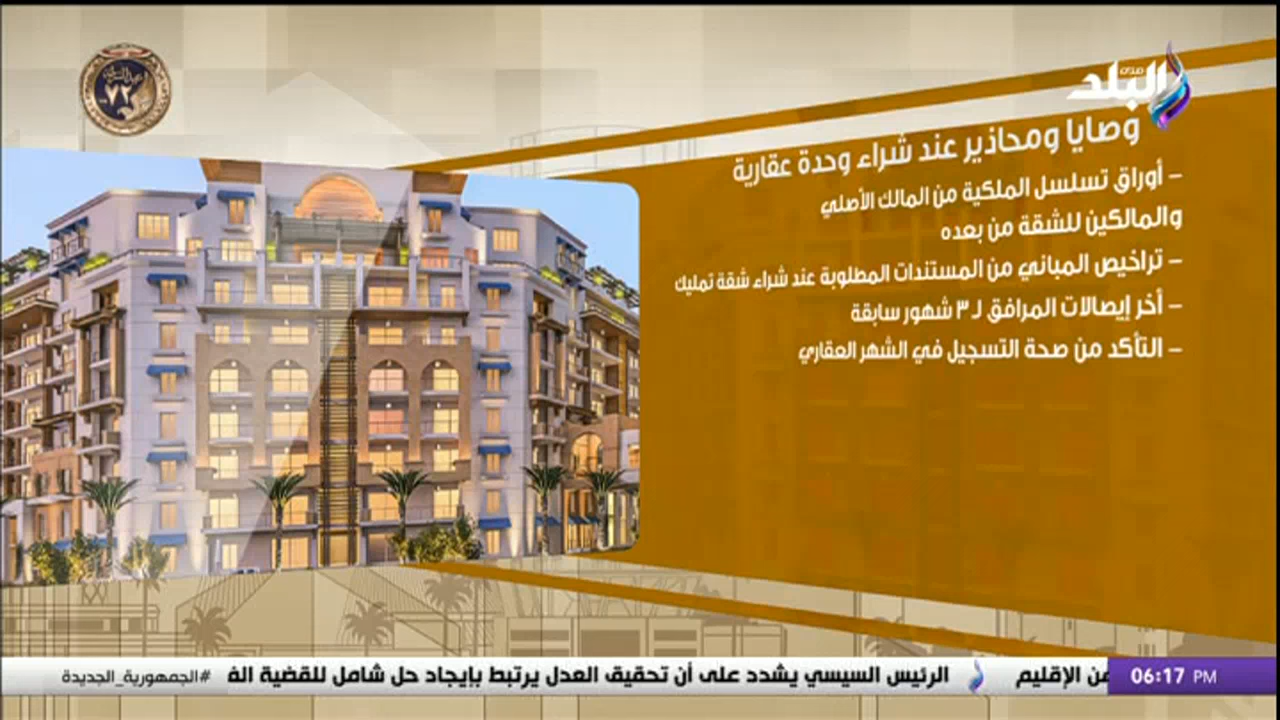 صدى البلد
٧٢
وصايا ومحاذير عند شراء وحدة عقارية
– أوراق تسلسل الملكية من المالك الأصلي
والمالكين للشقة من بعده
– تراخيص المباني من المستندات المطلوبة عند شراء شقة تمليك
– أخر إيصالات المرافق لـ ٣ شهور سابقة
– التأكد من صحة التسجيل في الشهر العقاري
06:17 PM
من الإقليم
الرئيس السيسي يشدد على أن تحقيق العدل يرتبط بإيجاد حل شامل للقضية الف
#الجمهورية_الجديدة